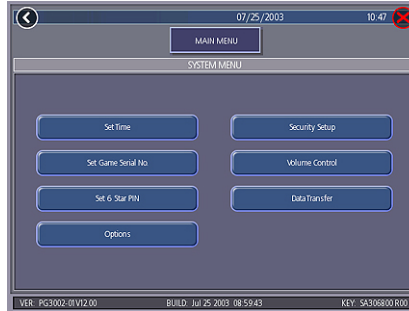 07/25/2003 10:47
MAIN MENU
SYSTEM MENU
Set Time Security Setup
Set Game Serial No. Volume Control
Set 6 Star PIN Data Transfer
Options
VER: PG3002-01V12.00 BUILD: Jul 25 2003 08:59:43 KEY: SA306800 R00